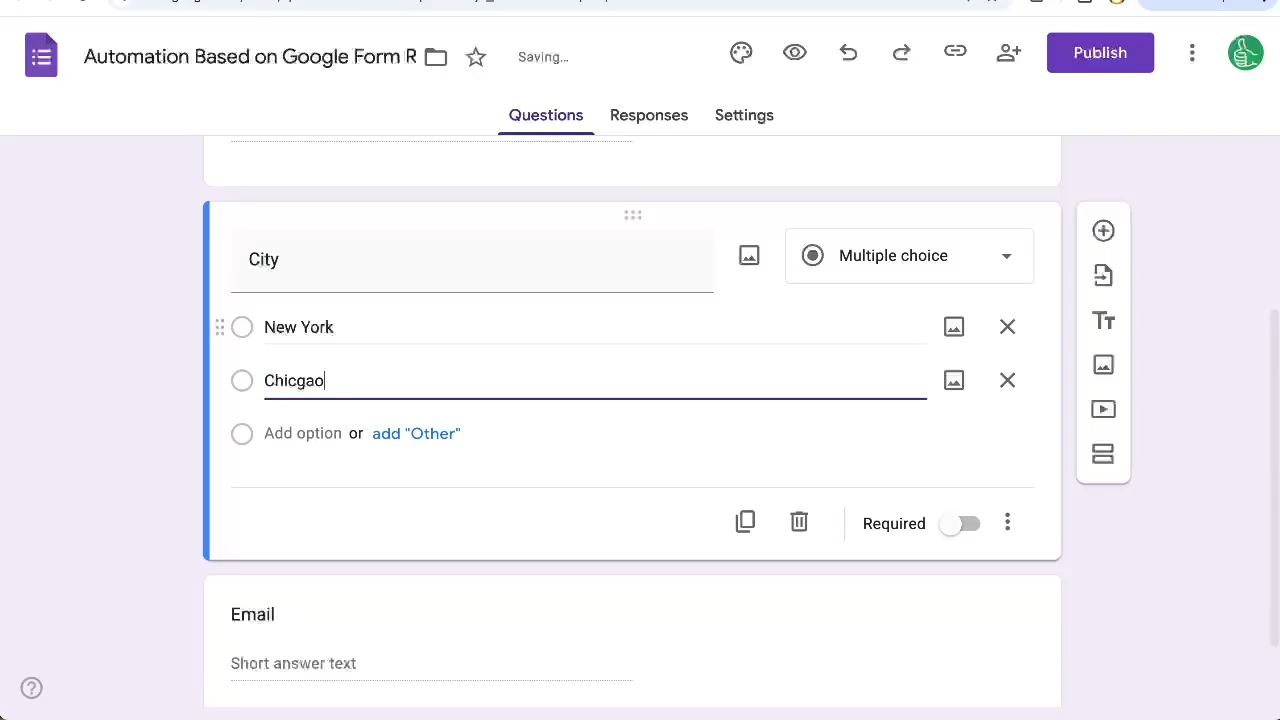 Automation Based on Google Form R
Saving...
Publish
Questions Responses Settings
City
Multiple choice
New York
Chicgao
Add option or add "Other"
Required
Email
Short answer text